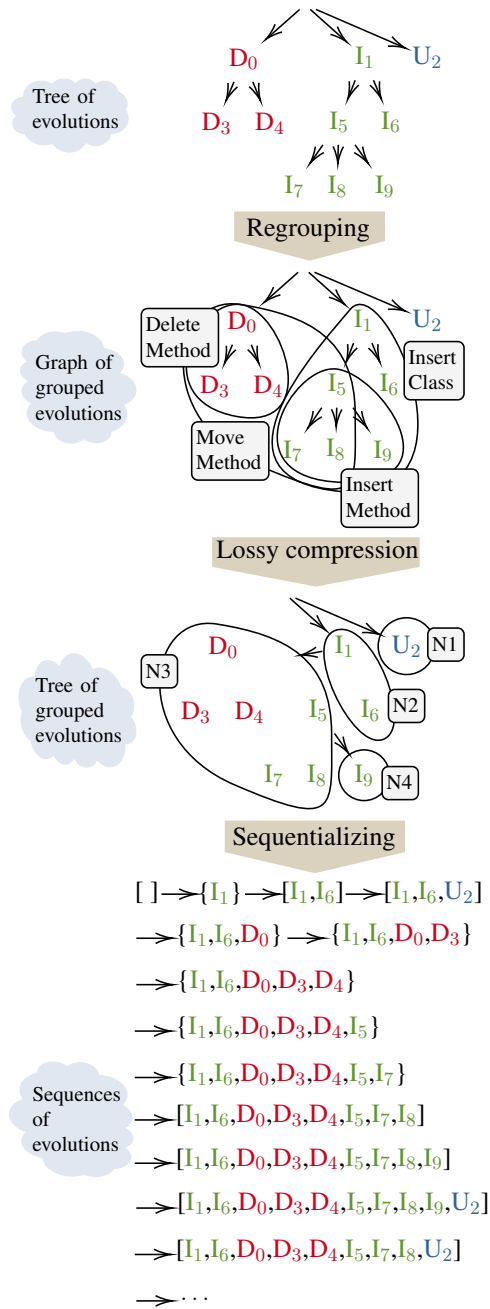 D₀ I₁ U₂
Tree of
evolutions
D₃ D₄ I₅ I₆
I₇ I₈ I₉
Regrouping
Delete
Method
D₀ I₁ U₂
Graph of
grouped
evolutions
Insert
Class
D₃ D₄ I₅ I₆
Move
Method
I₇ I₈ I₉
Insert
Method
Lossy compression
D₀ I₁ U₂ N1
N3
Tree of
grouped
evolutions
D₃ D₄ I₅ I₆ N2
I₇ I₈ I₉ N4
Sequentializing
[ ] → {I₁} → [I₁,I₆] → [I₁,I₆,U₂]
→ {I₁,I₆,D₀} → {I₁,I₆,D₀,D₃}
→ {I₁,I₆,D₀,D₃,D₄}
→ {I₁,I₆,D₀,D₃,D₄,I₅}
→ {I₁,I₆,D₀,D₃,D₄,I₅,I₇}
Sequences
of
evolutions
→ [I₁,I₆,D₀,D₃,D₄,I₅,I₇,I₈]
→ [I₁,I₆,D₀,D₃,D₄,I₅,I₇,I₈,I₉]
→ [I₁,I₆,D₀,D₃,D₄,I₅,I₇,I₈,I₉,U₂]
→ [I₁,I₆,D₀,D₃,D₄,I₅,I₇,I₈,U₂]
→ ···